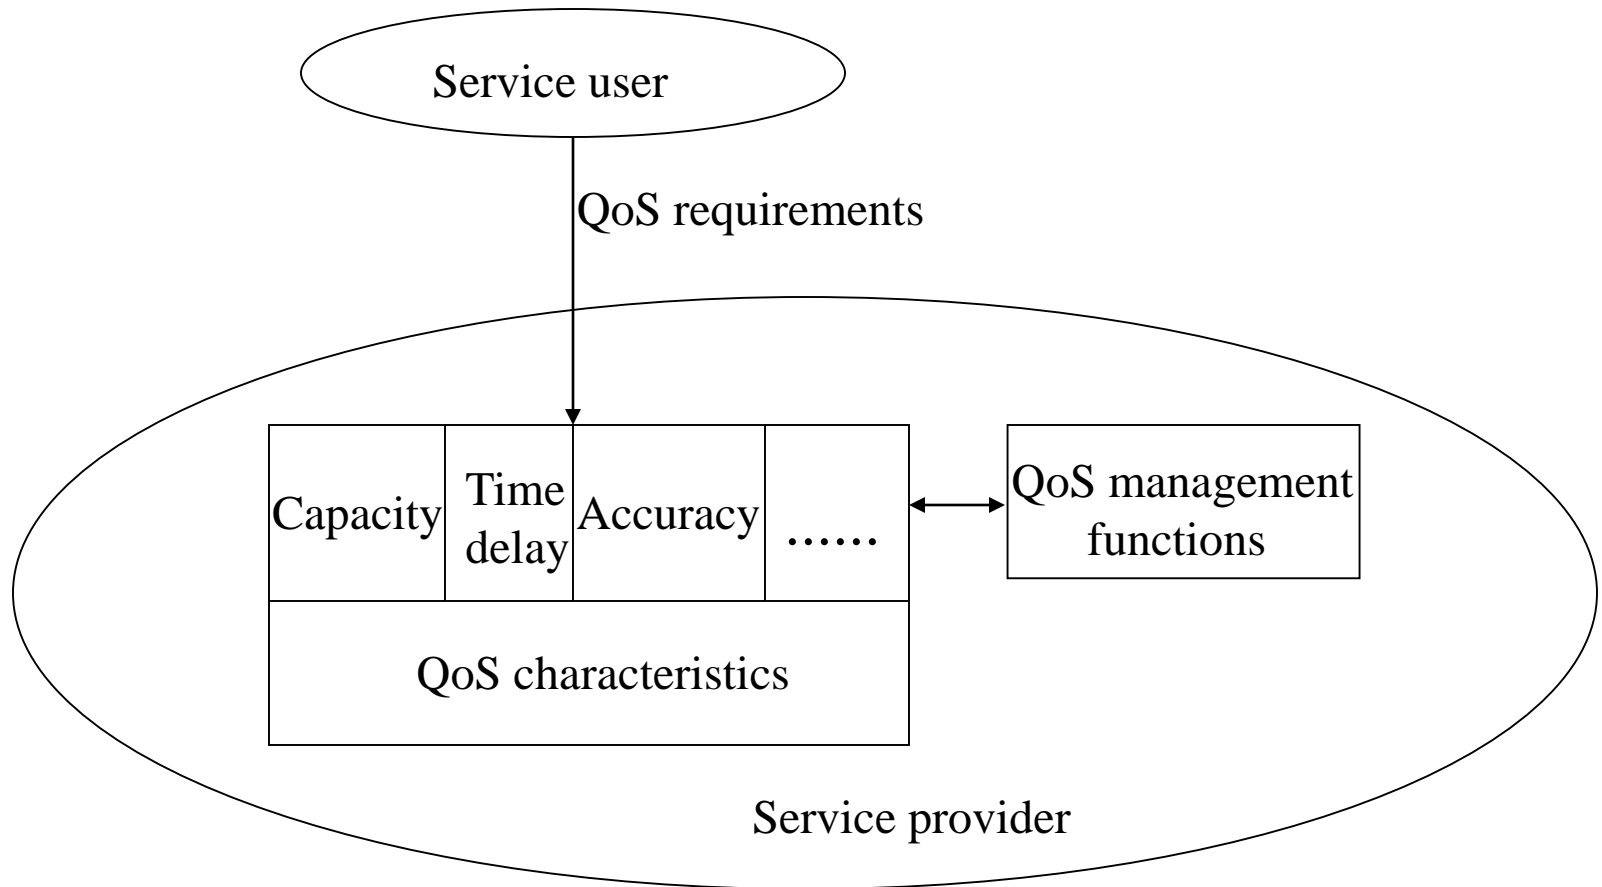 Service user
QoS requirements
Capacity
Time
delay
Accuracy
......
QoS management
functions
QoS characteristics
Service provider